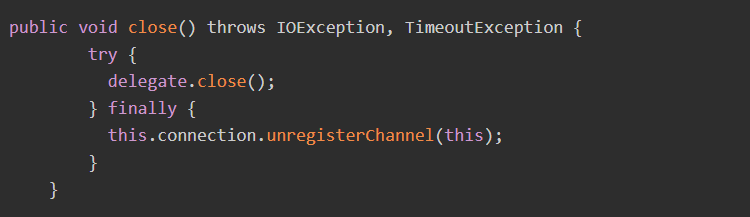 public void close() throws IOException, TimeoutException {
        try {
          delegate.close();
        } finally {
          this.connection.unregisterChannel(this);
        }
    }